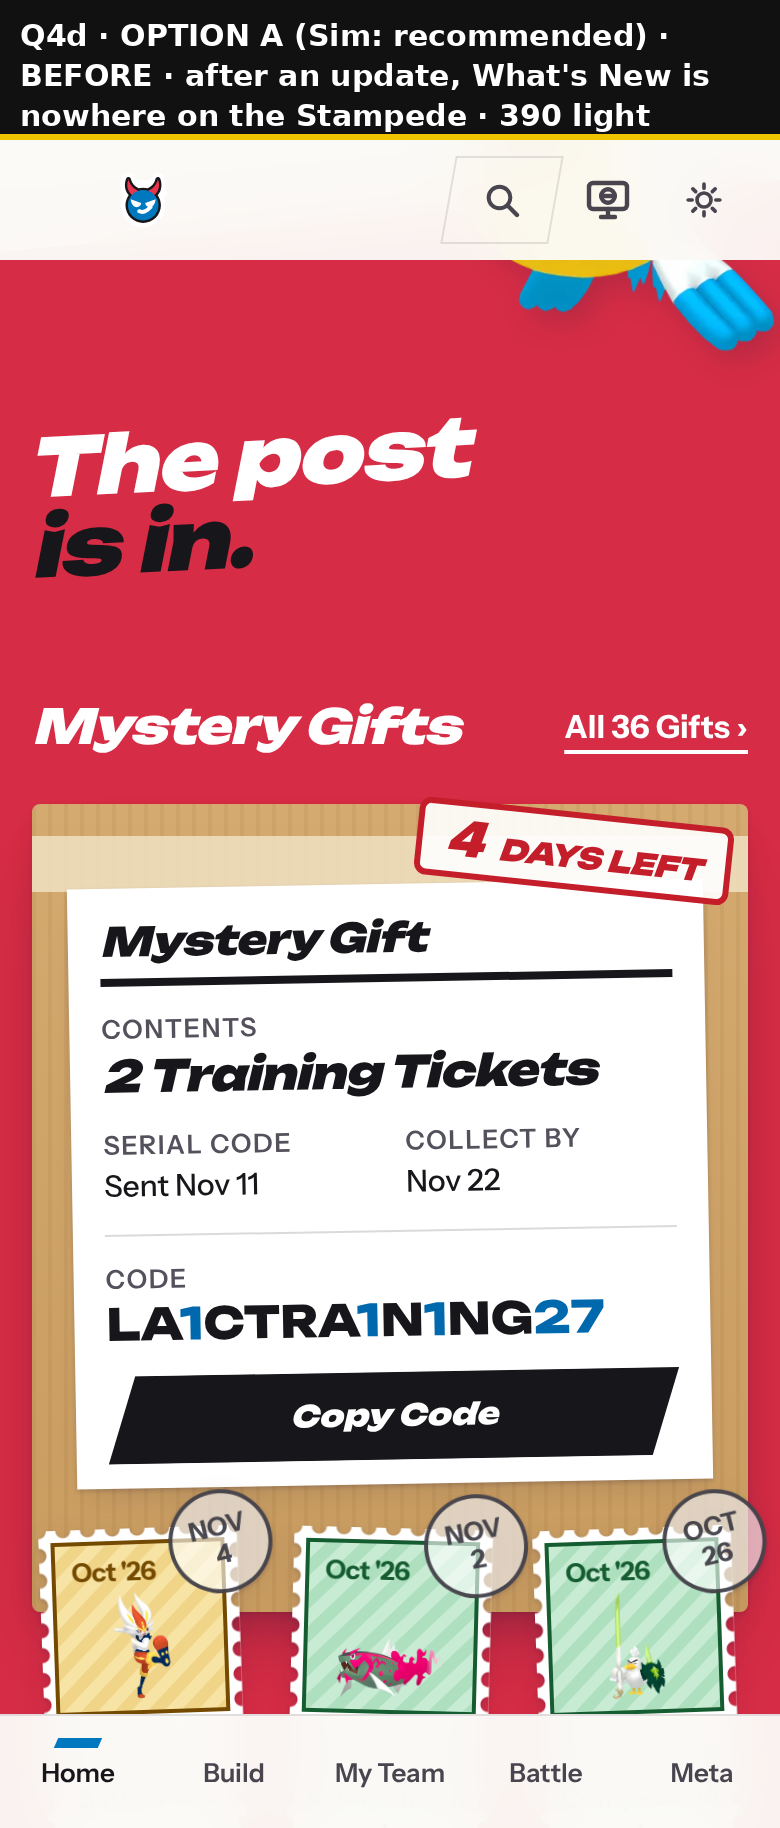 Q4d · OPTION A (Sim: recommended) ·
BEFORE · after an update, What's New is
nowhere on the Stampede · 390 light
The post
is in.
Mystery Gifts
All 36 Gifts ›
4 DAYS LEFT
Mystery Gift
CONTENTS
2 Training Tickets
SERIAL CODE
COLLECT BY
Sent Nov 11
Nov 22
CODE
LA1CTRA1N1NG27
Copy Code
NOV
4
NOV
2
OCT
26
Oct '26
Oct '26
Oct '26
Home
Build
My Team
Battle
Meta